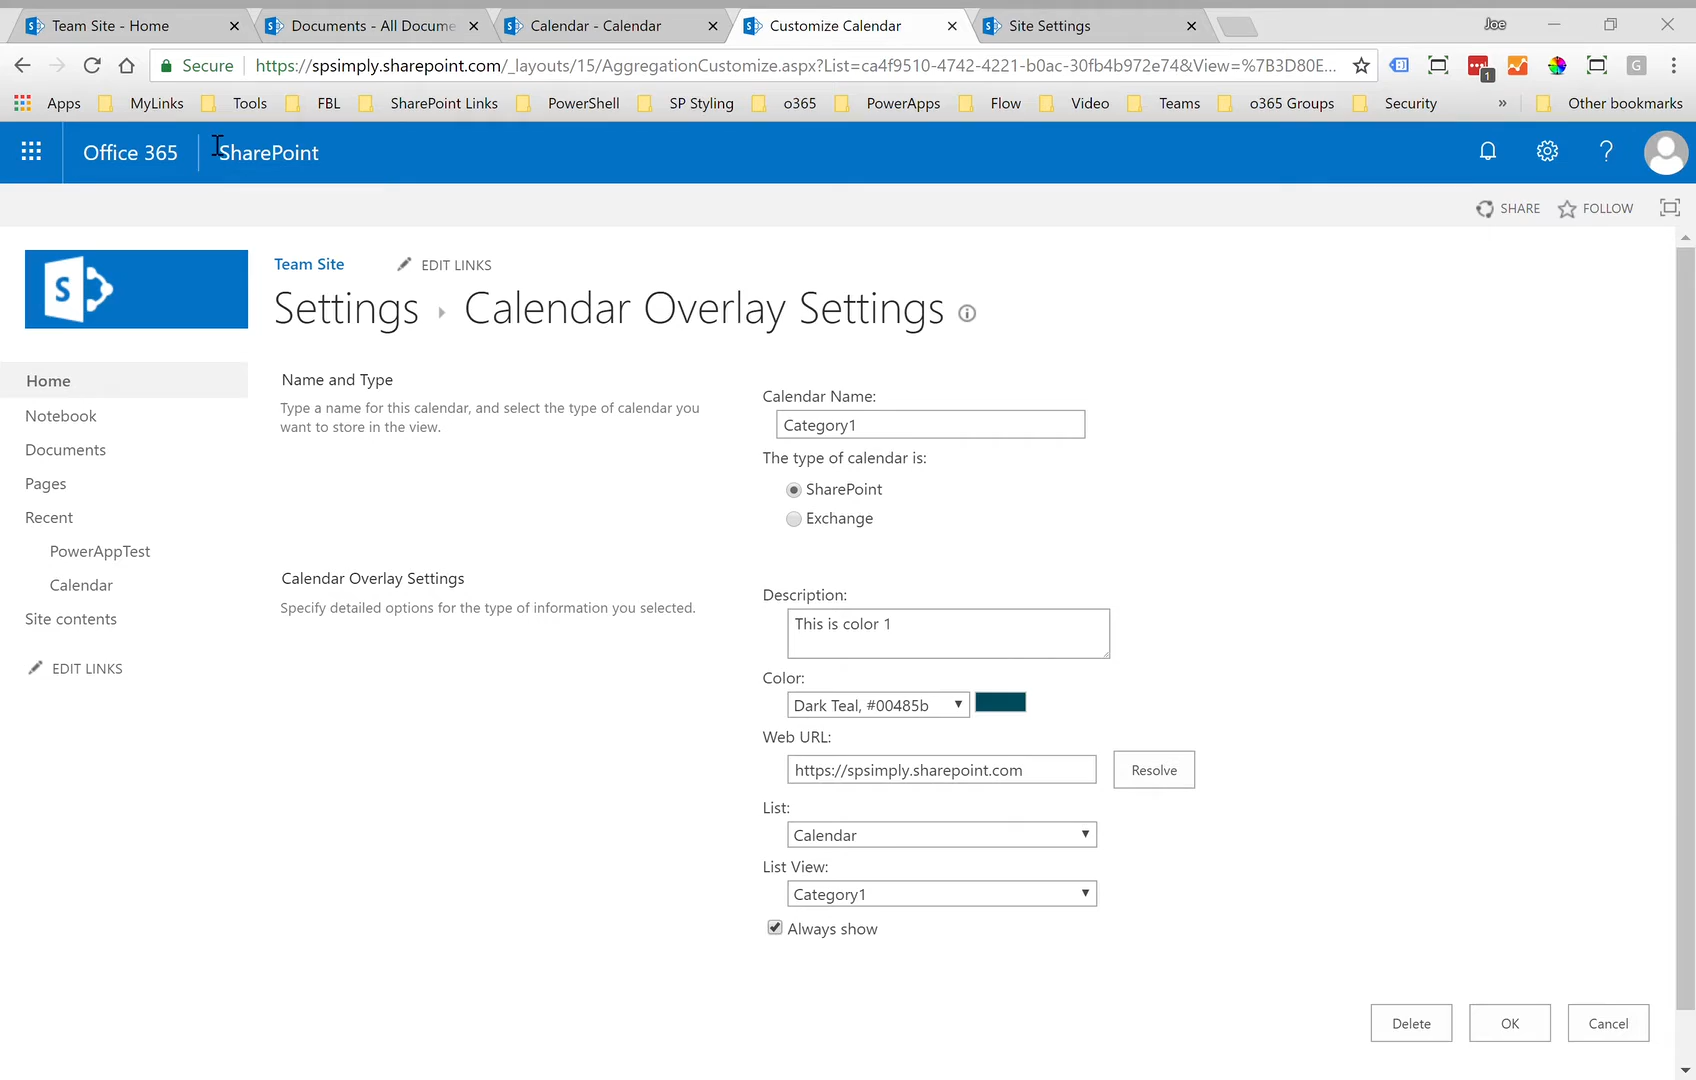 Team Site - Home
Documents - All Docume
Calendar - Calendar
Customize Calendar
Site Settings
Joe
Secure
https://spsimply.sharepoint.com/_layouts/15/AggregationCustomize.aspx?List=ca4f9510-4742-4221-b0ac-30fb4b972e74&View=%7B3D80E...
1
G
Apps
MyLinks
Tools
FBL
SharePoint Links
PowerShell
SP Styling
o365
PowerApps
Flow
Video
Teams
o365 Groups
Security
»
Other bookmarks
Office 365
SharePoint
?
SHARE
FOLLOW
S
Team Site
EDIT LINKS
Settings
Calendar Overlay Settings
Home
Notebook
Documents
Pages
Recent
PowerAppTest
Calendar
Site contents
EDIT LINKS
Name and Type
Type a name for this calendar, and select the type of calendar you
want to store in the view.
Calendar Name:
Category1
The type of calendar is:
SharePoint
Exchange
Calendar Overlay Settings
Specify detailed options for the type of information you selected.
Description:
This is color 1
Color:
Dark Teal, #00485b
Web URL:
https://spsimply.sharepoint.com
Resolve
List:
Calendar
List View:
Category1
Always show
Delete
OK
Cancel